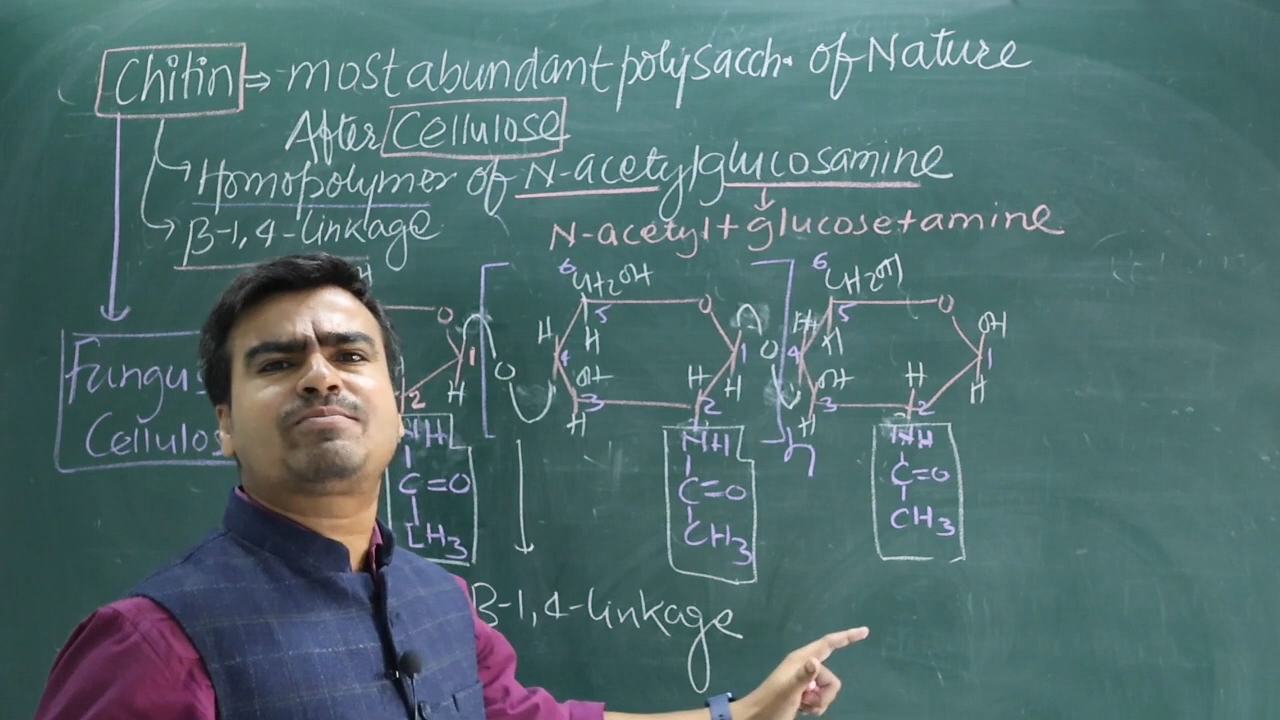 Chitin ⇒ most abundant polysacch. of Nature
After Cellulose
Homopolymer of N-acetylglucosamine
β-1,4-linkage
N-acetyl+glucose+amine
6 CH2OH 6 CH2OH
O 5 O 5 O OH
H H H H
1 O 4 1 O 4 1
H OH H H OH H H
2 3 2 3 2
H H
Fungus
NH NH n NH
Cellulos
C=O C=O C=O
CH3 CH3 CH3
β-1,4-linkage